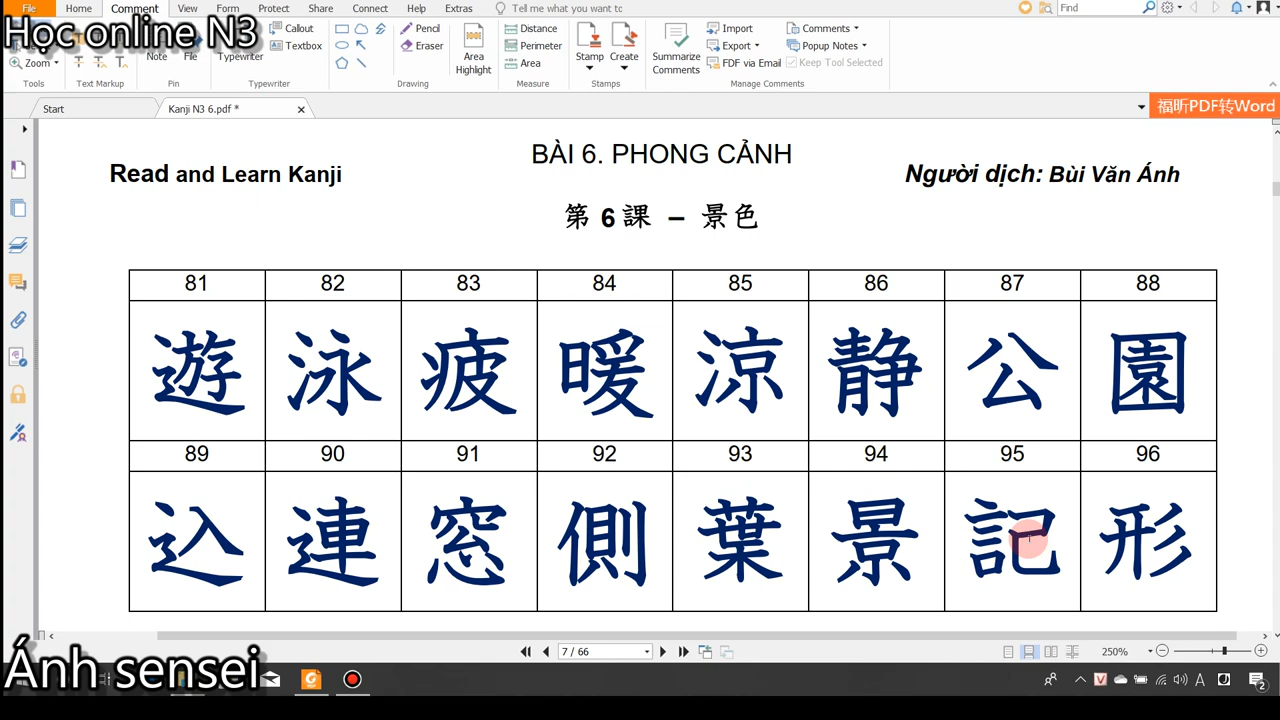 File Home Comment View Form Protect Share Connect Help Extras Tell me what you want to Find
Học online N3
Callout Pencil Distance Import Comments
Textbox Eraser Perimeter Export Popup Notes
Zoom Typewriter Note File Area Highlight Area Stamp Create Summarize Comments FDF via Email Keep Tool Selected
Tools Text Markup Pin Typewriter Drawing Measure Stamps Manage Comments
Start Kanji N3 6.pdf * 福昕PDF转Word
BÀI 6. PHONG CẢNH
Read and Learn Kanji Người dịch: Bùi Văn Ánh
第 6 課 – 景色
81 82 83 84 85 86 87 88
遊 泳 疲 暖 涼 静 公 園
89 90 91 92 93 94 95 96
込 連 窓 側 葉 景 記 形
7 / 66 250%
Ánh sensei